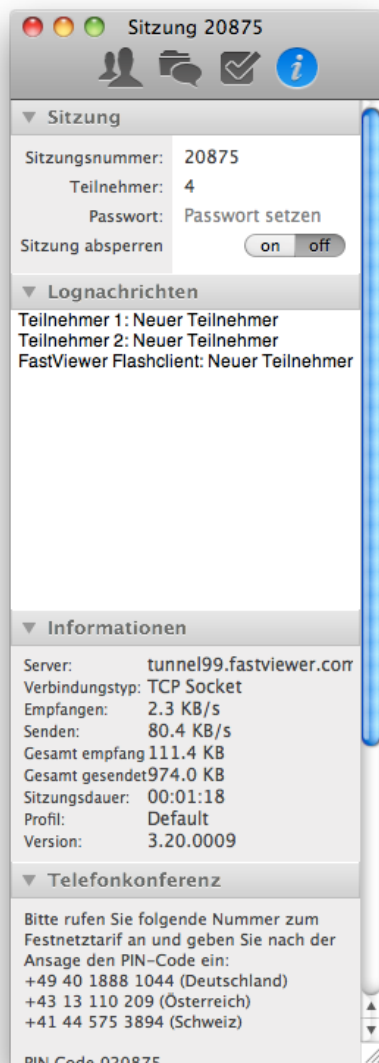 Sitzung 20875
Sitzung
Sitzungsnummer: 20875
Teilnehmer: 4
Passwort: Passwort setzen
Sitzung absperren on off
Lognachrichten
Teilnehmer 1: Neuer Teilnehmer
Teilnehmer 2: Neuer Teilnehmer
FastViewer Flashclient: Neuer Teilnehmer
Informationen
Server: tunnel99.fastviewer.com
Verbindungstyp: TCP Socket
Empfangen: 2.3 KB/s
Senden: 80.4 KB/s
Gesamt empfang 111.4 KB
Gesamt gesendet 974.0 KB
Sitzungsdauer: 00:01:18
Profil: Default
Version: 3.20.0009
Telefonkonferenz
Bitte rufen Sie folgende Nummer zum
Festnetztarif an und geben Sie nach der
Ansage den PIN-Code ein:
+49 40 1888 1044 (Deutschland)
+43 13 110 209 (Österreich)
+41 44 575 3894 (Schweiz)
PIN Code 020875